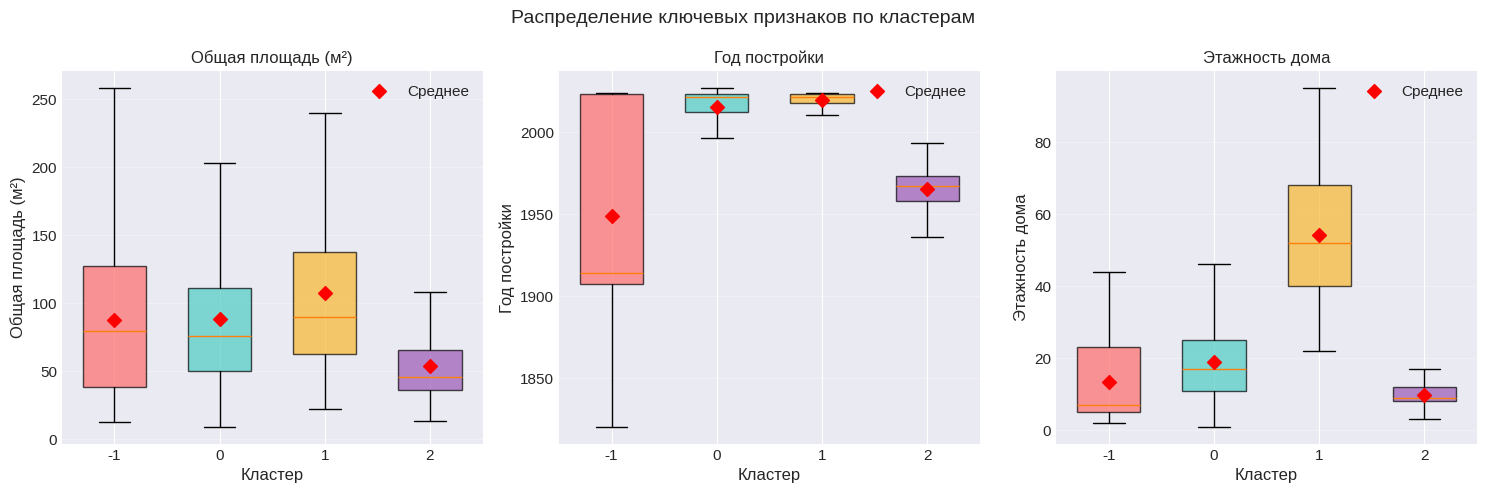 Распределение ключевых признаков по кластерам
Общая площадь (м²)
Среднее
250
200
150
100
50
0
Общая площадь (м²)
-1 0 1 2
Кластер
Год постройки
Среднее
2000
1950
1900
1850
Год постройки
-1 0 1 2
Кластер
Этажность дома
Среднее
80
60
40
20
0
Этажность дома
-1 0 1 2
Кластер